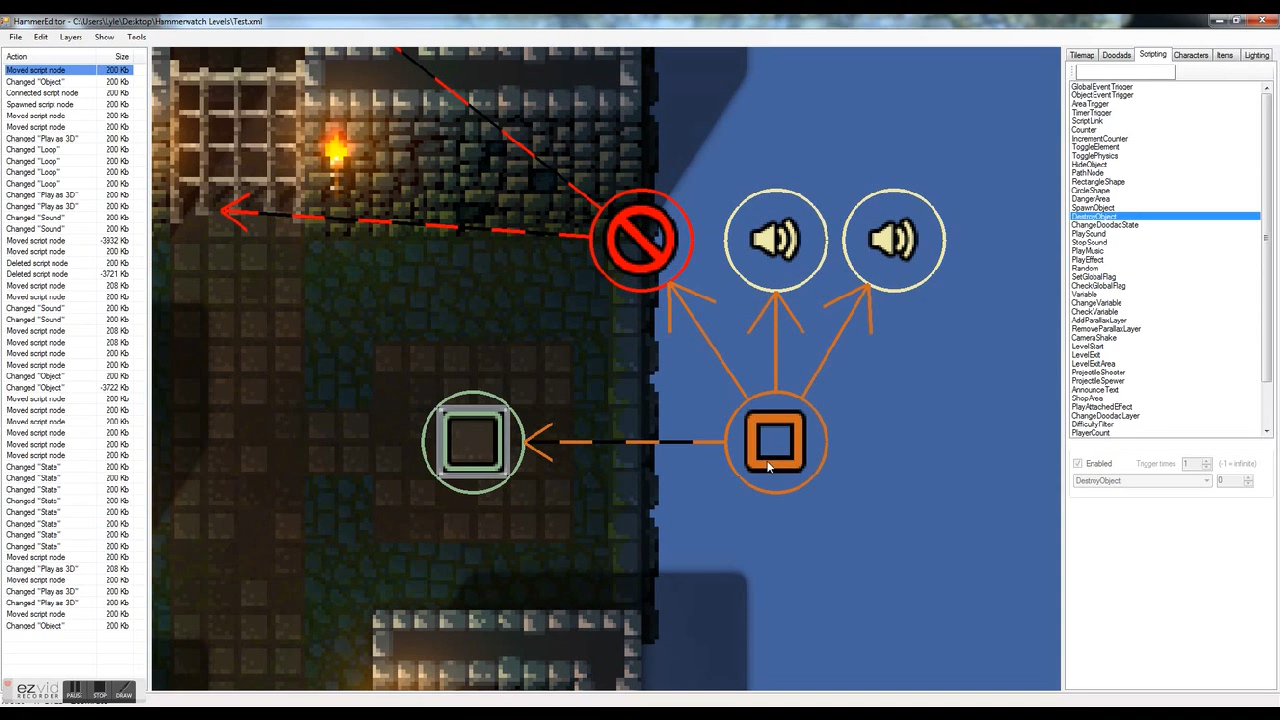 HammerEditor - C:\Users\Lyle\Desktop\Hammerwatch Levels\Test.xml
File Edit Layers Show Tools
Action Size
Moved script node 200 Kb
Changed "Object" 200 Kb
Connected script node 200 Kb
Spawned script node 200 Kb
Moved script node 200 Kb
Moved script node 200 Kb
Changed "Play as 3D" 200 Kb
Changed "Loop" 200 Kb
Changed "Loop" 200 Kb
Changed "Loop" 200 Kb
Changed "Loop" 200 Kb
Changed "Play as 3D" 200 Kb
Changed "Play as 3D" 200 Kb
Changed "Sound" 200 Kb
Changed "Sound" 200 Kb
Moved script node -3932 Kb
Moved script node 200 Kb
Deleted script node 200 Kb
Deleted script node -3721 Kb
Moved script node 208 Kb
Moved script node 200 Kb
Changed "Sound" 200 Kb
Changed "Sound" 200 Kb
Moved script node 208 Kb
Moved script node 208 Kb
Moved script node 200 Kb
Moved script node 200 Kb
Changed "Object" 200 Kb
Changed "Object" -3722 Kb
Moved script node 200 Kb
Moved script node 200 Kb
Moved script node 200 Kb
Moved script node 200 Kb
Moved script node 200 Kb
Moved script node 200 Kb
Changed "Stats" 200 Kb
Changed "Stats" 200 Kb
Changed "Stats" 200 Kb
Changed "Stats" 200 Kb
Changed "Stats" 200 Kb
Changed "Stats" 200 Kb
Changed "Stats" 200 Kb
Changed "Stats" 200 Kb
Moved script node 200 Kb
Changed "Play as 3D" 208 Kb
Moved script node 200 Kb
Changed "Play as 3D" 200 Kb
Changed "Play as 3D" 200 Kb
Moved script node 200 Kb
Changed "Object" 200 Kb
ezvid
RECORDER
PAUSE STOP DRAW
Tilemap Doodads Scripting Characters Items Lighting
GlobalEventTrigger
ObjectEventTrigger
AreaTrigger
TimerTrigger
ScriptLink
Counter
IncrementCounter
ToggleElement
TogglePhysics
HideObject
PathNode
RectangleShape
CircleShape
DangerArea
SpawnObject
DestroyObject
ChangeDoodadState
PlaySound
StopSound
PlayMusic
PlayEffect
Random
SetGlobalFlag
CheckGlobalFlag
Variable
ChangeVariable
CheckVariable
AddParallaxLayer
RemoveParallaxLayer
CameraShake
LevelStart
LevelExit
LevelExitArea
ProjectileShooter
ProjectileSpewer
AnnounceText
ShopArea
PlayAttachedEffect
ChangeDoodadLayer
DifficultyFilter
PlayerCount
Enabled Trigger times 1 (-1 = infinite)
DestroyObject 0